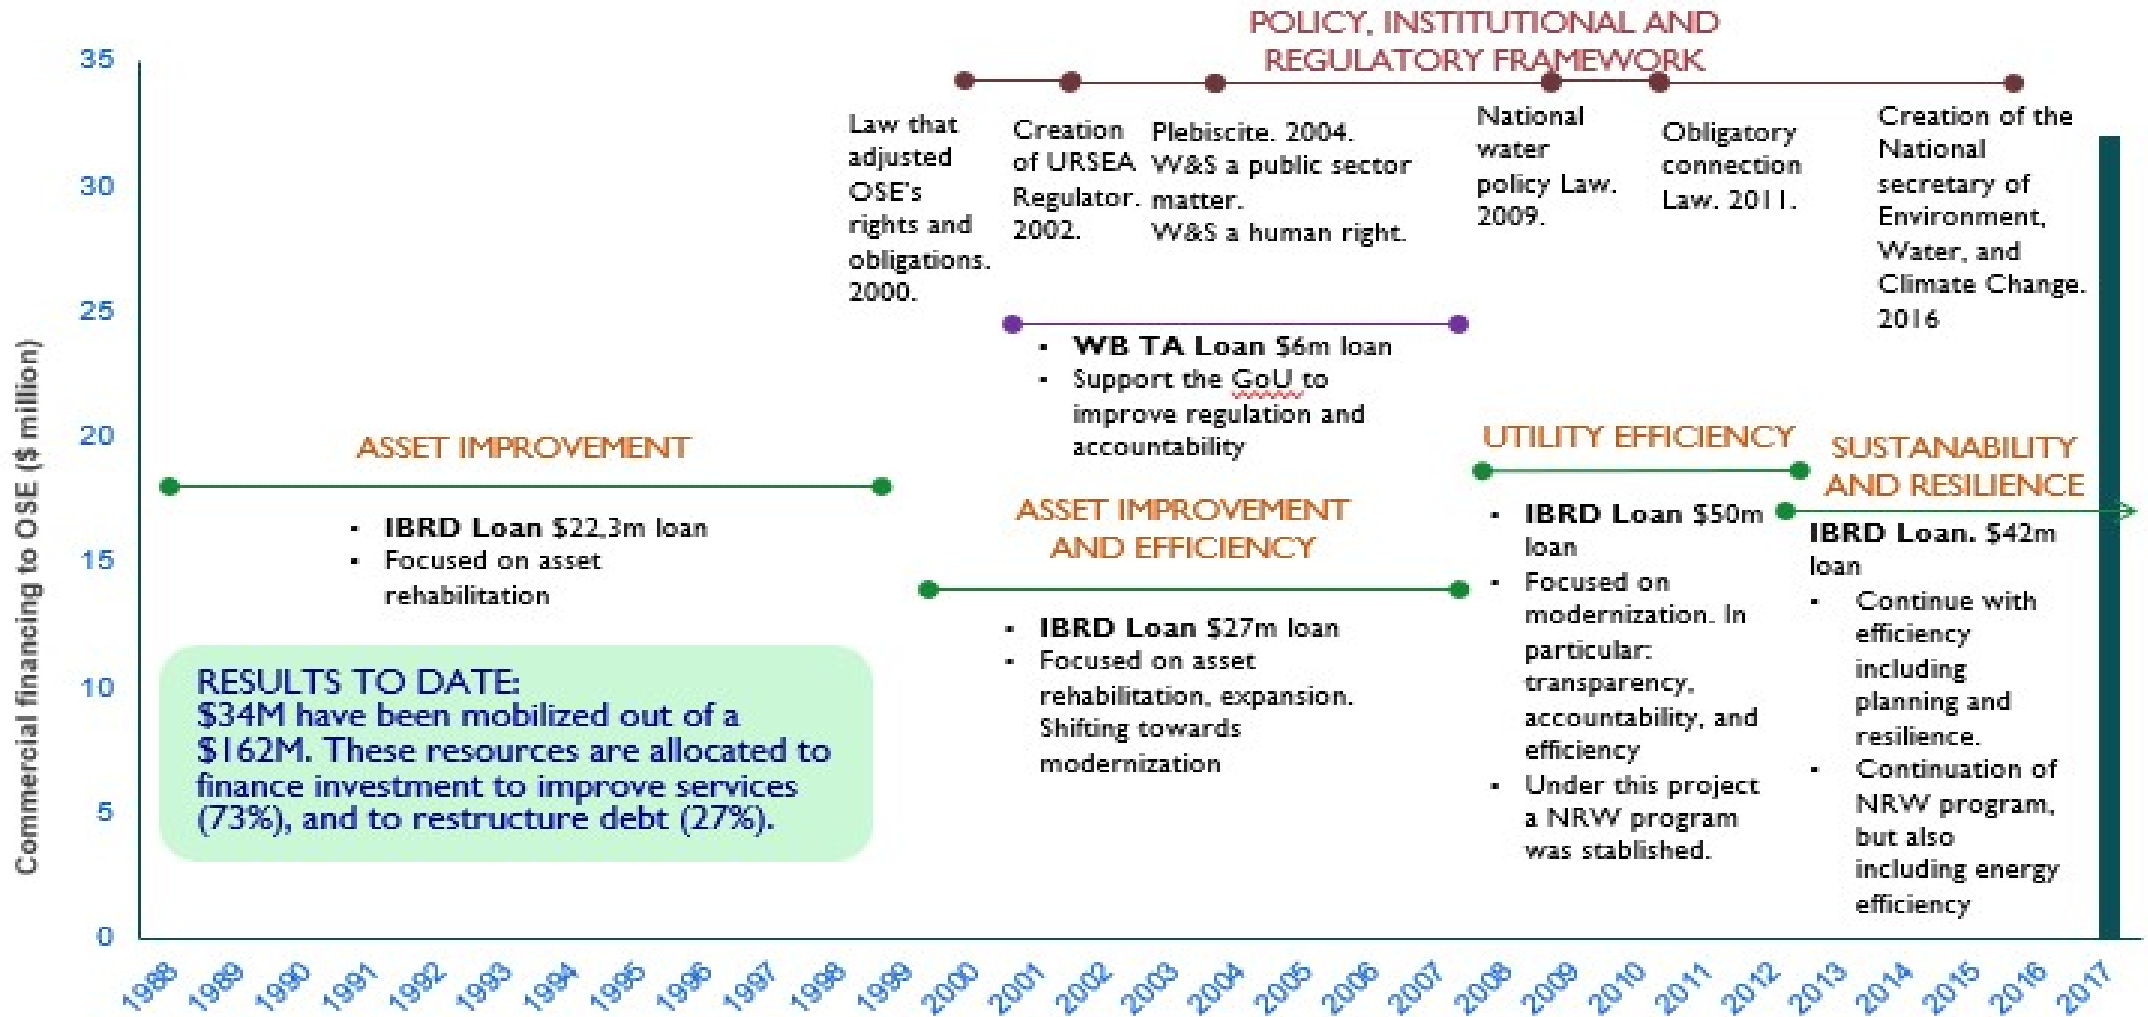 POLICY, INSTITUTIONAL AND
REGULATORY FRAMEWORK
Law that
adjusted
OSE's
rights and
obligations.
2000.
Creation
of URSEA
Regulator.
2002.
Plebiscite. 2004.
W&S a public sector
matter.
W&S a human right.
National
water
policy Law.
2009.
Obligatory
connection
Law. 2011.
Creation of the
National
secretary of
Environment,
Water, and
Climate Change.
2016
▪ WB TA Loan $6m loan
▪ Support the GoU to
improve regulation and
accountability
ASSET IMPROVEMENT
▪ IBRD Loan $22,3m loan
▪ Focused on asset
rehabilitation
ASSET IMPROVEMENT
AND EFFICIENCY
▪ IBRD Loan $27m loan
▪ Focused on asset
rehabilitation, expansion.
Shifting towards
modernization
UTILITY EFFICIENCY
▪ IBRD Loan $50m
loan
▪ Focused on
modernization. In
particular:
transparency,
accountability, and
efficiency
▪ Under this project
a NRW program
was stablished.
SUSTANABILITY
AND RESILIENCE
IBRD Loan. $42m
loan
▪ Continue with
efficiency
including
planning and
resilience.
▪ Continuation of
NRW program,
but also
including energy
efficiency
RESULTS TO DATE:
$34M have been mobilized out of a
$162M. These resources are allocated to
finance investment to improve services
(73%), and to restructure debt (27%).
Commercial financing to OSE ($ million)
35
30
25
20
15
10
5
0
1988
1989
1990
1991
1992
1993
1994
1995
1996
1997
1998
1999
2000
2001
2002
2003
2004
2005
2006
2007
2008
2009
2010
2011
2012
2013
2014
2015
2016
2017